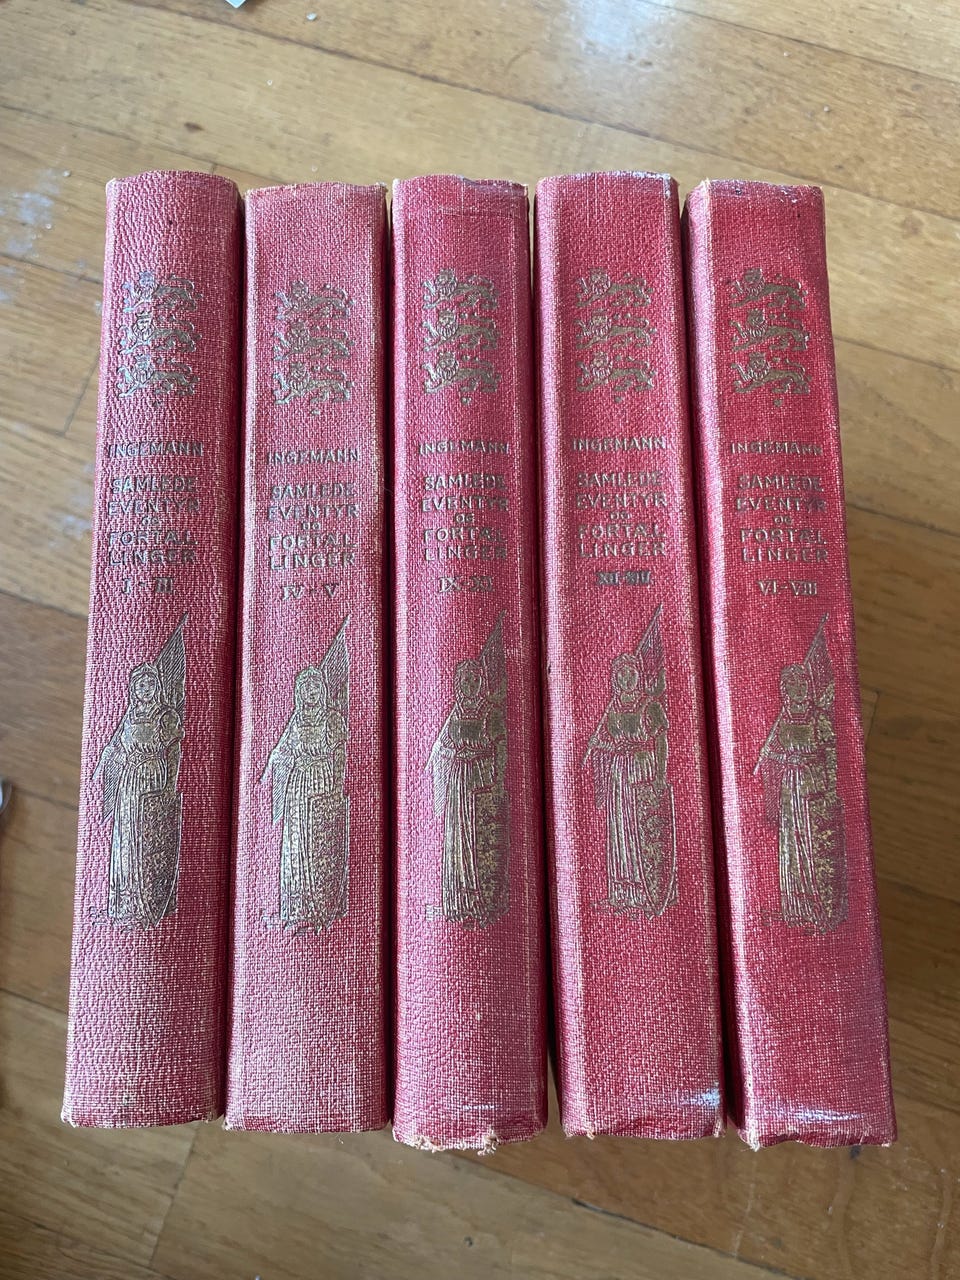 INGEMANN
SAMLEDE
EVENTYR
OG
FORTÆL
LINGER
I-III
INGEMANN
SAMLEDE
EVENTYR
OG
FORTÆL
LINGER
IV-V
INGEMANN
SAMLEDE
EVENTYR
OG
FORTÆL
LINGER
IX-XI
INGEMANN
SAMLEDE
EVENTYR
OG
FORTÆL
LINGER
XII-XIII
INGEMANN
SAMLEDE
EVENTYR
OG
FORTÆL
LINGER
VI-VIII